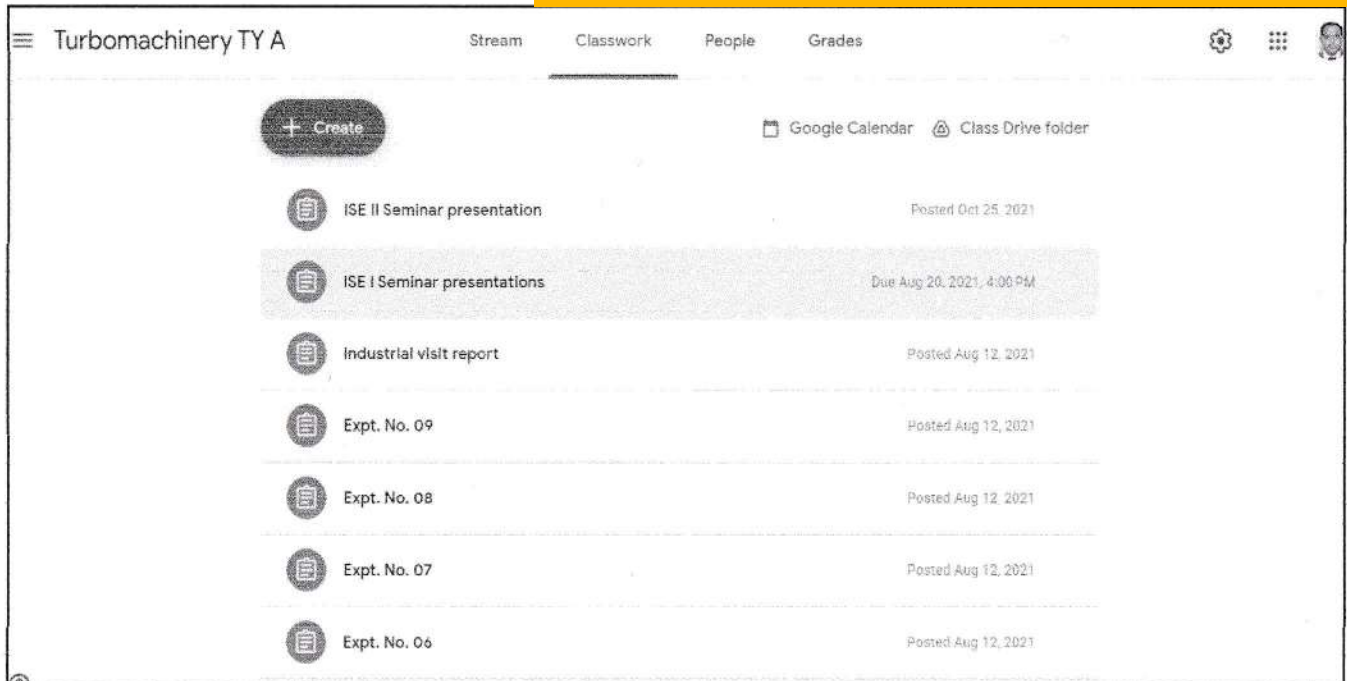 Turbomachinery TY A Stream Classwork People Grades
+ Create Google Calendar Class Drive folder
ISE II Seminar presentation Posted Oct 25, 2021
ISE I Seminar presentations Due Aug 20, 2021, 4:00 PM
Industrial visit report Posted Aug 12, 2021
Expt. No. 09 Posted Aug 12, 2021
Expt. No. 08 Posted Aug 12, 2021
Expt. No. 07 Posted Aug 12, 2021
Expt. No. 06 Posted Aug 12, 2021